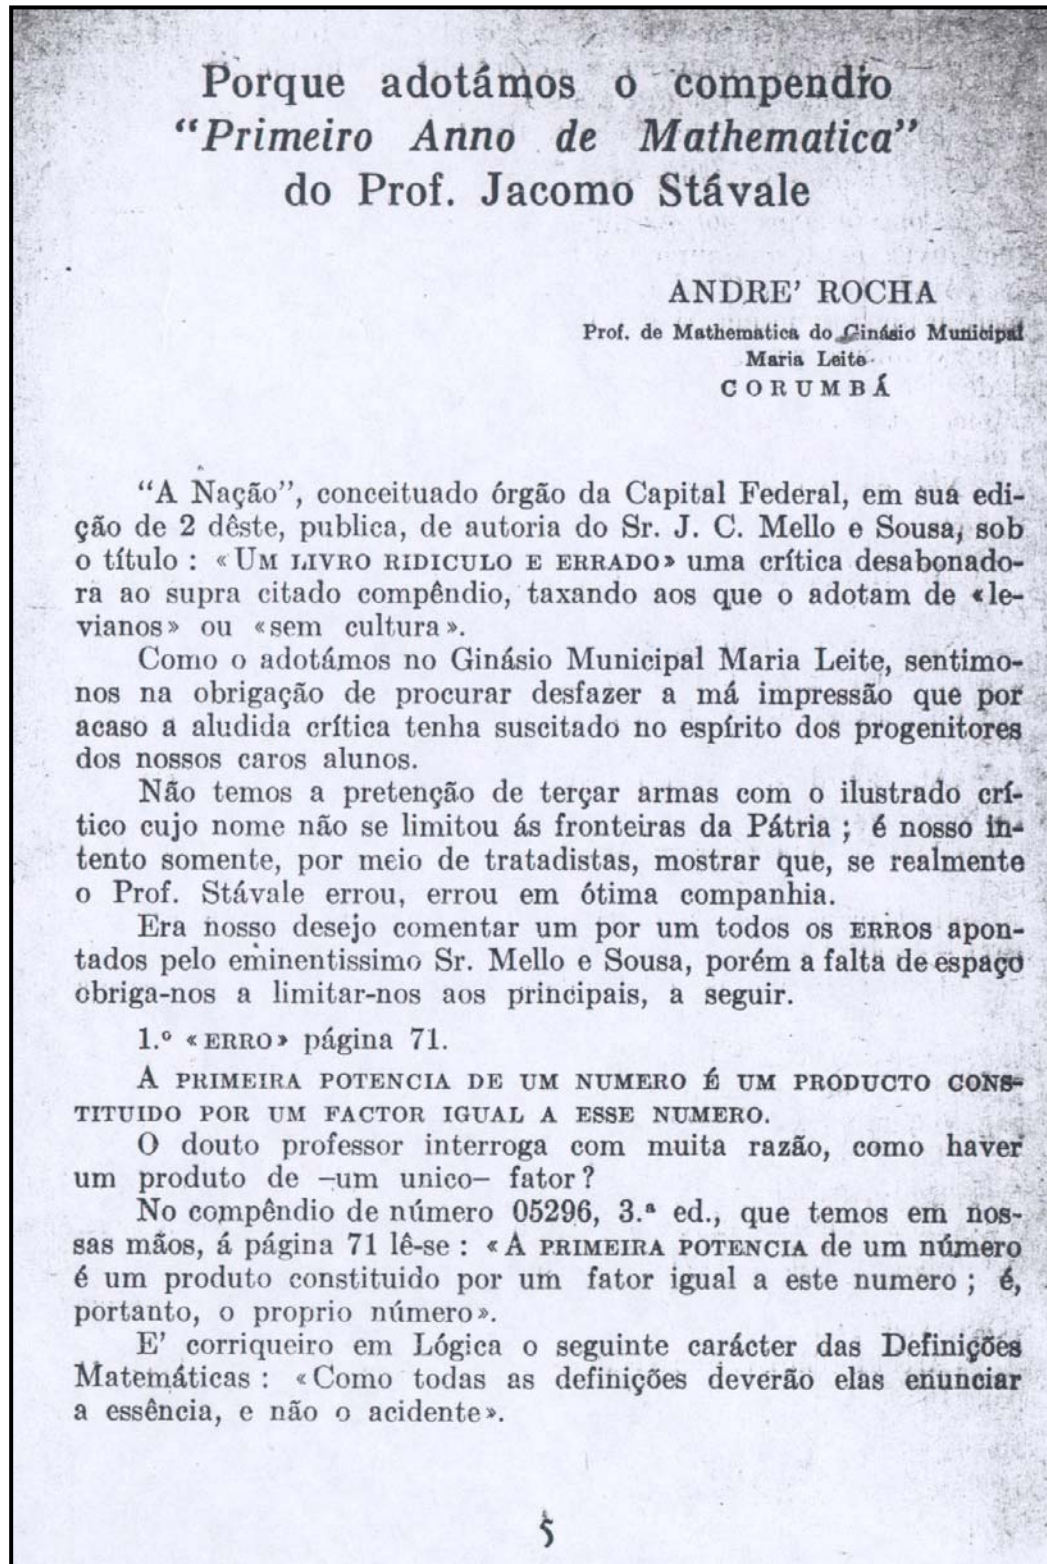 Porque adotámos o compendio
“Primeiro Anno de Mathematica”
do Prof. Jacomo Stávale
ANDRE’ ROCHA
Prof. de Mathematica do Ginásio Municipal
Maria Leite
CORUMBÁ
“A Nação”, conceituado órgão da Capital Federal, em sua edi-
ção de 2 dêste, publica, de autoria do Sr. J. C. Mello e Sousa, sob
o título : «UM LIVRO RIDICULO E ERRADO» uma crítica desabonado-
ra ao supra citado compêndio, taxando aos que o adotam de «le-
vianos» ou «sem cultura».
Como o adotámos no Ginásio Municipal Maria Leite, sentimo-
nos na obrigação de procurar desfazer a má impressão que por
acaso a aludida crítica tenha suscitado no espírito dos progenitores
dos nossos caros alunos.
Não temos a pretenção de terçar armas com o ilustrado crí-
tico cujo nome não se limitou ás fronteiras da Pátria ; é nosso in-
tento somente, por meio de tratadistas, mostrar que, se realmente
o Prof. Stávale errou, errou em ótima companhia.
Era nosso desejo comentar um por um todos os ERROS apon-
tados pelo eminentissimo Sr. Mello e Sousa, porém a falta de espaço
obriga-nos a limitar-nos aos principais, a seguir.
1.º «ERRO» página 71.
A PRIMEIRA POTENCIA DE UM NUMERO É UM PRODUCTO CONS-
TITUIDO POR UM FACTOR IGUAL A ESSE NUMERO.
O douto professor interroga com muita razão, como haver
um produto de –um unico– fator ?
No compêndio de número 05296, 3.ª ed., que temos em nos-
sas mãos, á página 71 lê-se : «A PRIMEIRA POTENCIA de um número
é um produto constituido por um fator igual a este numero ; é,
portanto, o proprio número».
E’ corriqueiro em Lógica o seguinte carácter das Definições
Matemáticas : «Como todas as definições deverão elas enunciar
a essência, e não o acidente».
5